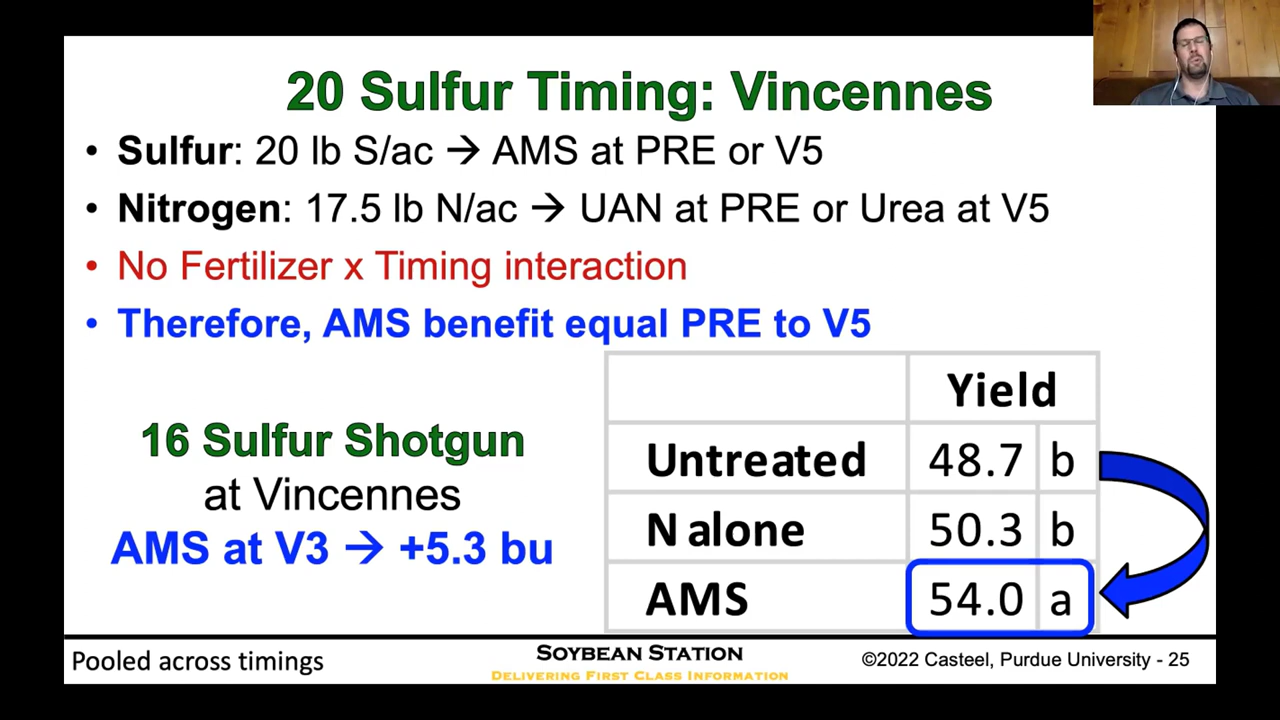 20 Sulfur Timing: Vincennes
• Sulfur: 20 lb S/ac → AMS at PRE or V5
• Nitrogen: 17.5 lb N/ac → UAN at PRE or Urea at V5
• No Fertilizer x Timing interaction
• Therefore, AMS benefit equal PRE to V5
16 Sulfur Shotgun
at Vincennes
AMS at V3 → +5.3 bu
Yield
Untreated 48.7 b
N alone 50.3 b
AMS 54.0 a
Pooled across timings
SOYBEAN STATION
DELIVERING FIRST CLASS INFORMATION
©2022 Casteel, Purdue University - 25